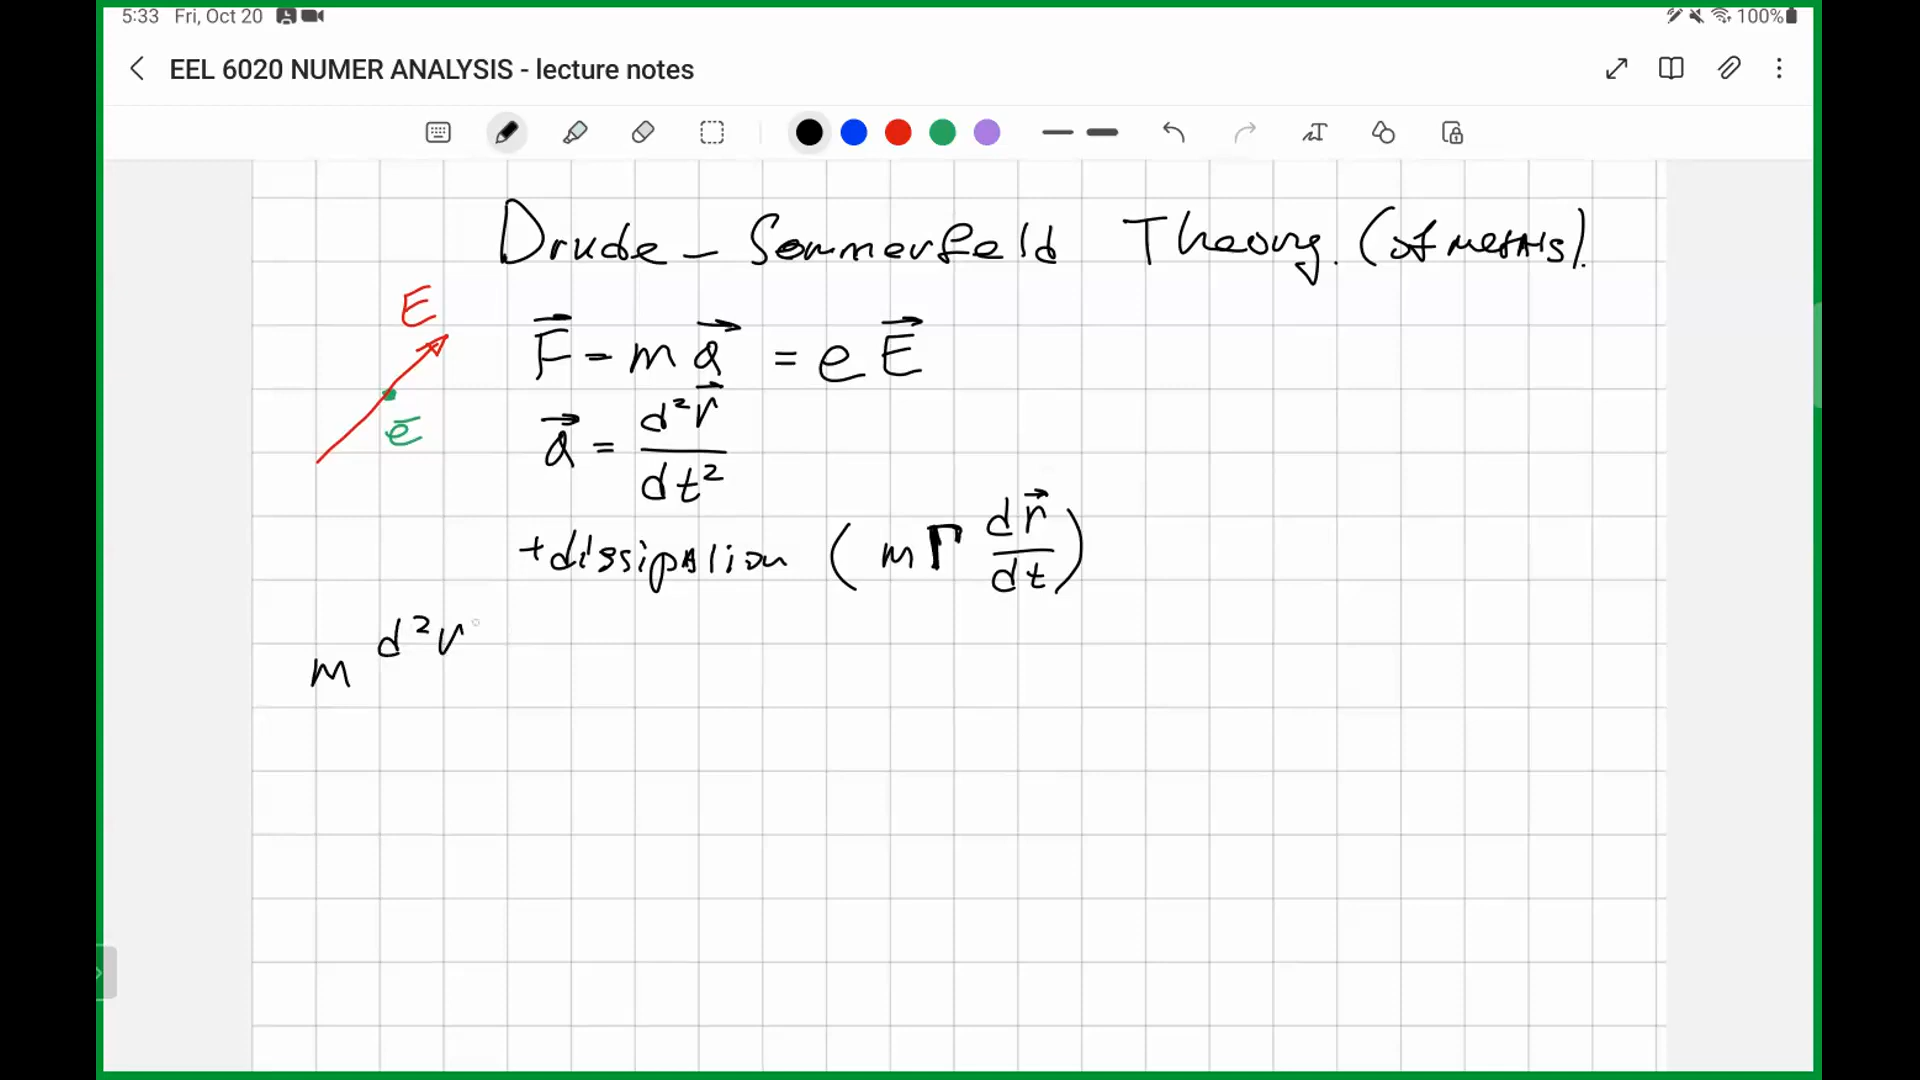 5:33 Fri, Oct 20 100%
EEL 6020 NUMER ANALYSIS - lecture notes
Drude – Sommerfeld Theory. (of metals).
E
e
F⃗ = m a⃗ = e E⃗
a⃗ = d²r⃗ / dt²
+ dissipation ( m Γ dr⃗ / dt )
m d²r